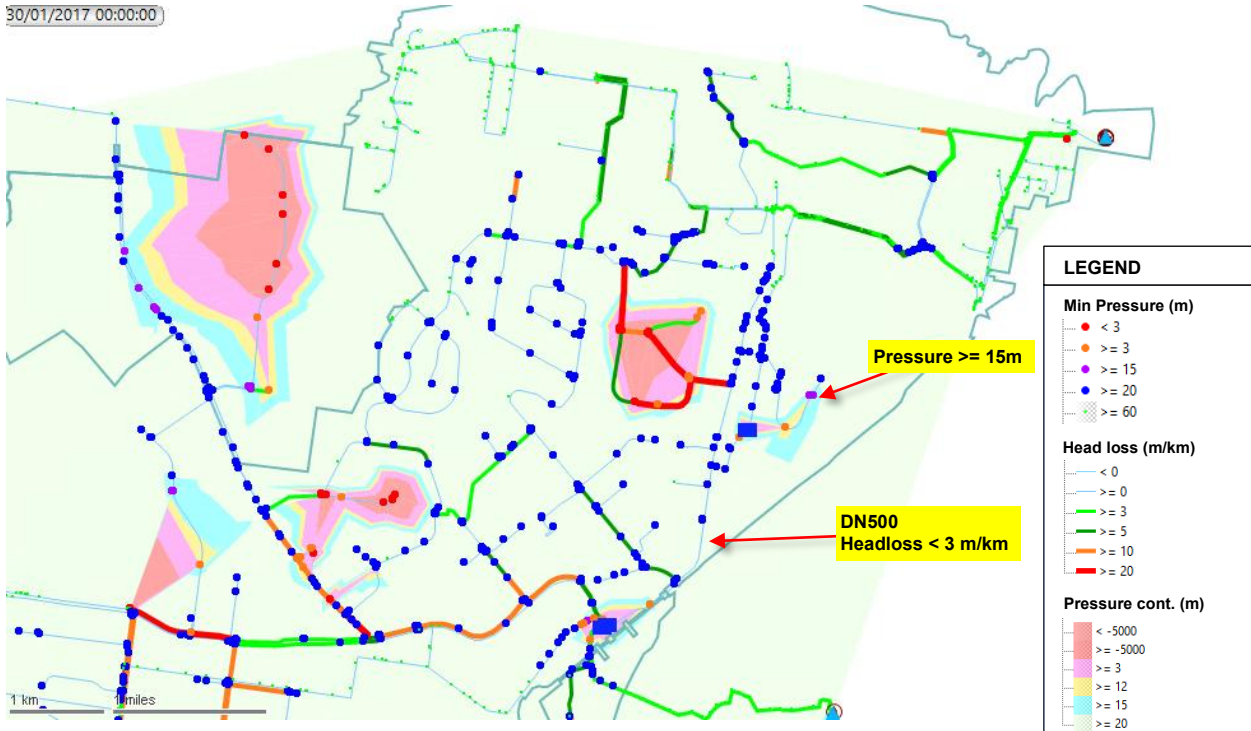 30/01/2017 00:00:00
LEGEND
Min Pressure (m)
< 3
>= 3
>= 15
>= 20
>= 60
Pressure >= 15m
Head loss (m/km)
< 0
>= 0
>= 3
>= 5
>= 10
>= 20
DN500
Headloss < 3 m/km
Pressure cont. (m)
< -5000
>= -5000
>= 3
>= 12
>= 15
>= 20
1 km
1 miles